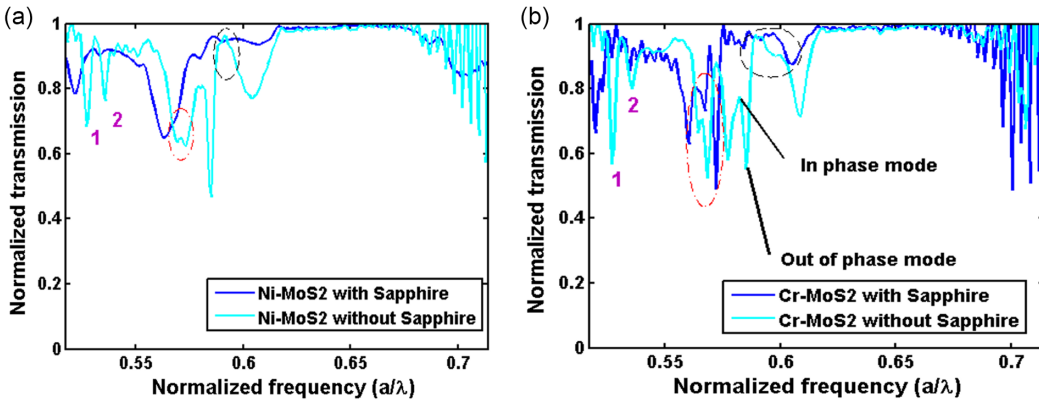 (a)
1
0.8
0.6
0.4
0.2
1
0.55
0.6
0.65
0.7
Normalized transmission
Normalized frequency (a/λ)
1
2
Ni-MoS2 with Sapphire
Ni-MoS2 without Sapphire
(b)
1
0.8
0.6
0.4
0.2
1
0.55
0.6
0.65
0.7
Normalized transmission
Normalized frequency (a/λ)
2
1
In phase mode
Out of phase mode
Cr-MoS2 with Sapphire
Cr-MoS2 without Sapphire